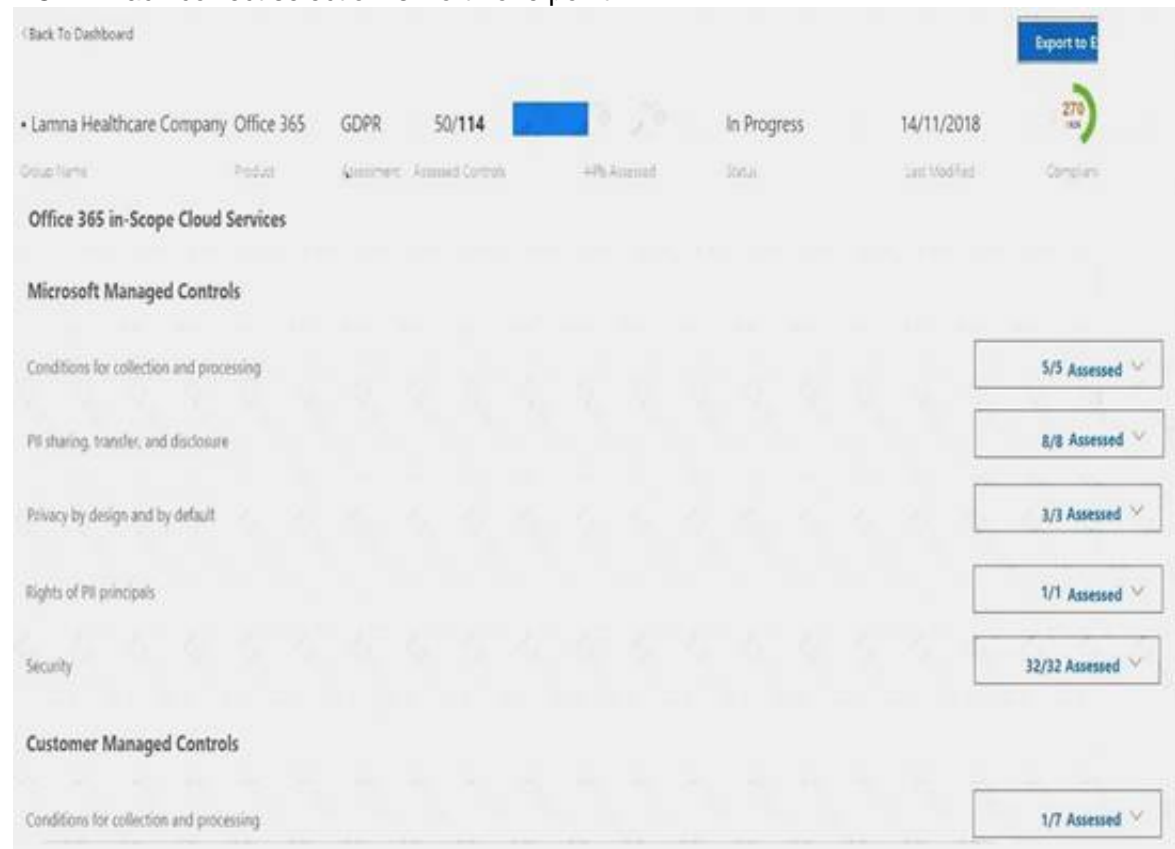 Back To Dashboard
Export to E
• Lamna Healthcare Company Office 365 GDPR 50/114 In Progress 14/11/2018 270
Group Name Product Assessment Assessed Controls Assessed Status Last Modified Complian
Office 365 in-Scope Cloud Services
Microsoft Managed Controls
Conditions for collection and processing 5/5 Assessed
PII sharing, transfer, and disclosure 8/8 Assessed
Privacy by design and by default 3/3 Assessed
Rights of PII principals 1/1 Assessed
Security 32/32 Assessed
Customer Managed Controls
Conditions for collection and processing 1/7 Assessed